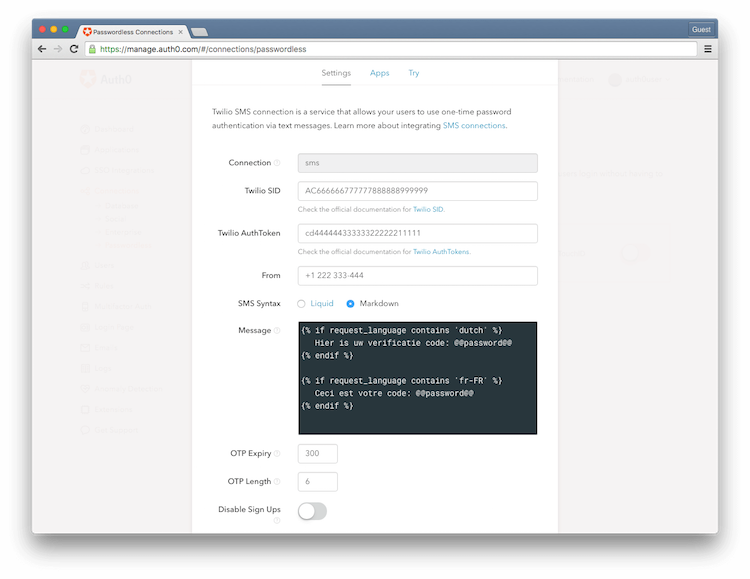 Passwordless Connections
Guest
https://manage.auth0.com/#/connections/passwordless
Auth0
Settings Apps Try
Twilio SMS connection is a service that allows your users to use one-time password
authentication via text messages. Learn more about integrating SMS connections.
Connection sms
Twilio SID AC66666677777788888889999999
Check the official documentation for Twilio SID.
Twilio AuthToken
Check the official documentation for Twilio AuthTokens.
From +1 222 333-444
SMS Syntax Liquid Markdown
Message
{% if request_language contains 'dutch' %}
Hier is uw verificatie code: @@password@@
{% endif %}
{% if request_language contains 'fr-FR' %}
Ceci est votre code: @@password@@
{% endif %}
OTP Expiry 300
OTP Length 6
Disable Sign Ups